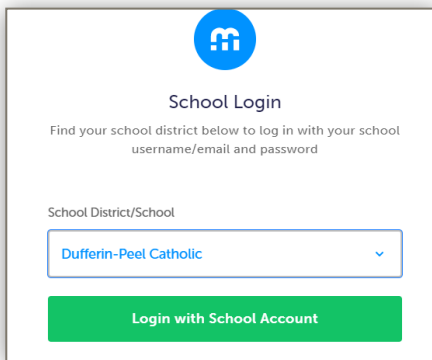 School Login
Find your school district below to log in with your school
username/email and password
School District/School
Dufferin-Peel Catholic
Login with School Account